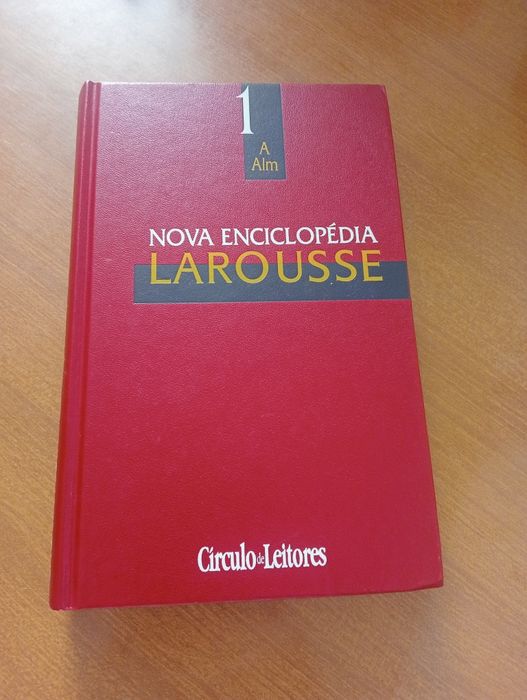 1
A
Alm
NOVA ENCICLOPÉDIA
LAROUSSE
Círculo de Leitores